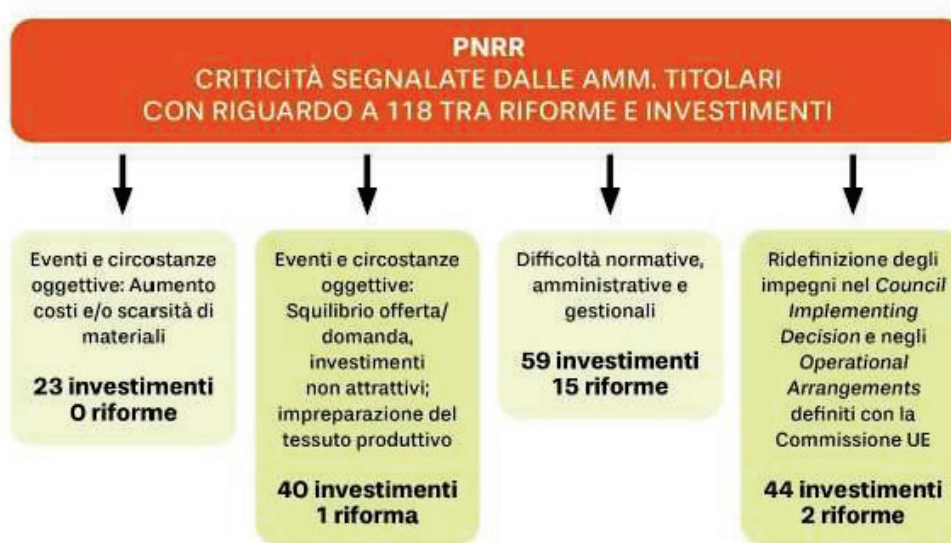 PNRR
CRITICITÀ SEGNALATE DALLE AMM. TITOLARI
CON RIGUARDO A 118 TRA RIFORME E INVESTIMENTI
Eventi e circostanze
oggettive: Aumento
costi e/o scarsità di
materiali
23 investimenti
0 riforme
Eventi e circostanze
oggettive:
Squilibrio offerta/
domanda,
investimenti
non attrattivi;
impreparazione del
tessuto produttivo
40 investimenti
1 riforma
Difficoltà normative,
amministrative e
gestionali
59 investimenti
15 riforme
Ridefinizione degli
impegni nel Council
Implementing
Decision e negli
Operational
Arrangements
definiti con la
Commissione UE
44 investimenti
2 riforme